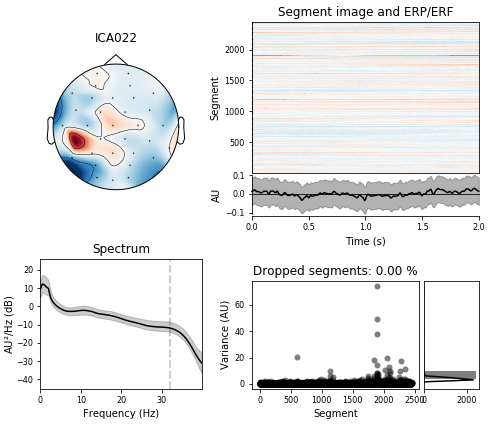 ICA022
Segment image and ERP/ERF
Segment
2000
1500
1000
500
AU
0.1
0.0
−0.1
0.0 0.5 1.0 1.5 2.0
Time (s)
Spectrum
AU²/Hz (dB)
20
10
0
−10
−20
−30
−40
0 10 20 30
Frequency (Hz)
Dropped segments: 0.00 %
Variance (AU)
60
40
20
0
0 500 1000 1500 2000 2500
Segment
0 2000